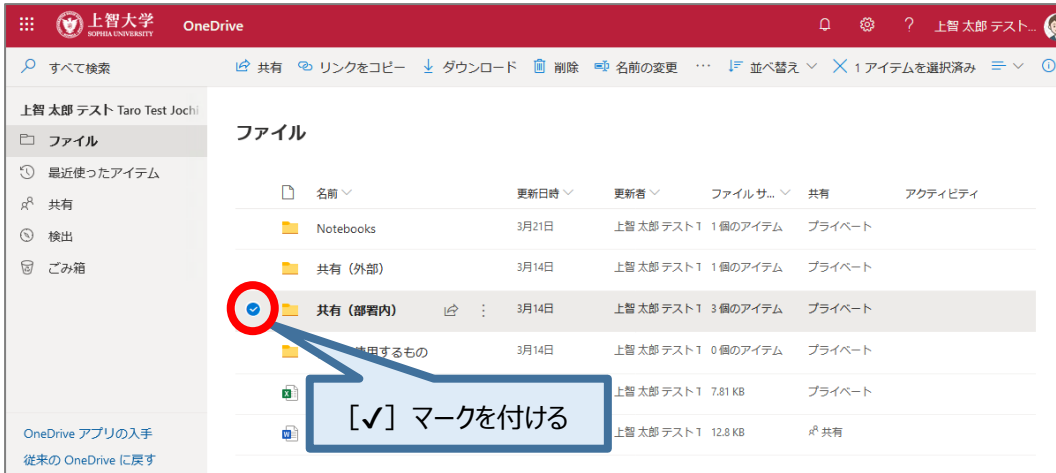 上智大学
SOPHIA UNIVERSITY
OneDrive
? 上智 太郎 テスト...
すべて検索
共有 リンクをコピー ダウンロード 削除 名前の変更 … 並べ替え 1 アイテムを選択済み
上智 太郎 テスト Taro Test Jochi
ファイル
最近使ったアイテム
共有
検出
ごみ箱
OneDrive アプリの入手
従来の OneDrive に戻す
ファイル
名前 更新日時 更新者 ファイル サ... 共有 アクティビティ
Notebooks 3月21日 上智 太郎 テスト1 1 個のアイテム プライベート
共有（外部） 3月14日 上智 太郎 テスト1 1 個のアイテム プライベート
共有（部署内） 3月14日 上智 太郎 テスト1 3 個のアイテム プライベート
使用するもの 3月14日 上智 太郎 テスト1 0 個のアイテム プライベート
上智 太郎 テスト1 7.81 KB プライベート
上智 太郎 テスト1 12.8 KB 共有
［✓］マークを付ける